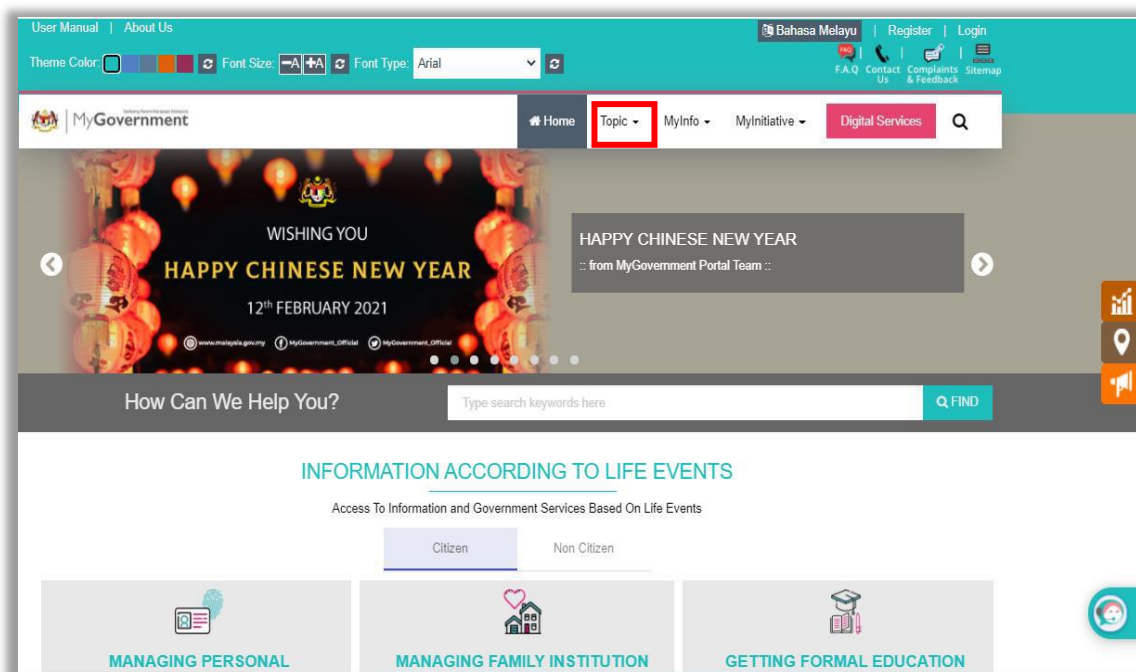 User Manual | About Us
Bahasa Melayu | Register | Login
Theme Color: Font Size: -A +A Font Type: Arial
FAQ
F.A.Q Contact Us Complaints & Feedback Sitemap
MyGovernment
Home Topic MyInfo MyInitiative Digital Services
WISHING YOU
HAPPY CHINESE NEW YEAR
12th FEBRUARY 2021
www.malaysia.gov.my MyGovernment_Official MyGovernment_Official
HAPPY CHINESE NEW YEAR
:: from MyGovernment Portal Team ::
How Can We Help You? Type search keywords here FIND
INFORMATION ACCORDING TO LIFE EVENTS
Access To Information and Government Services Based On Life Events
Citizen Non Citizen
MANAGING PERSONAL MANAGING FAMILY INSTITUTION GETTING FORMAL EDUCATION